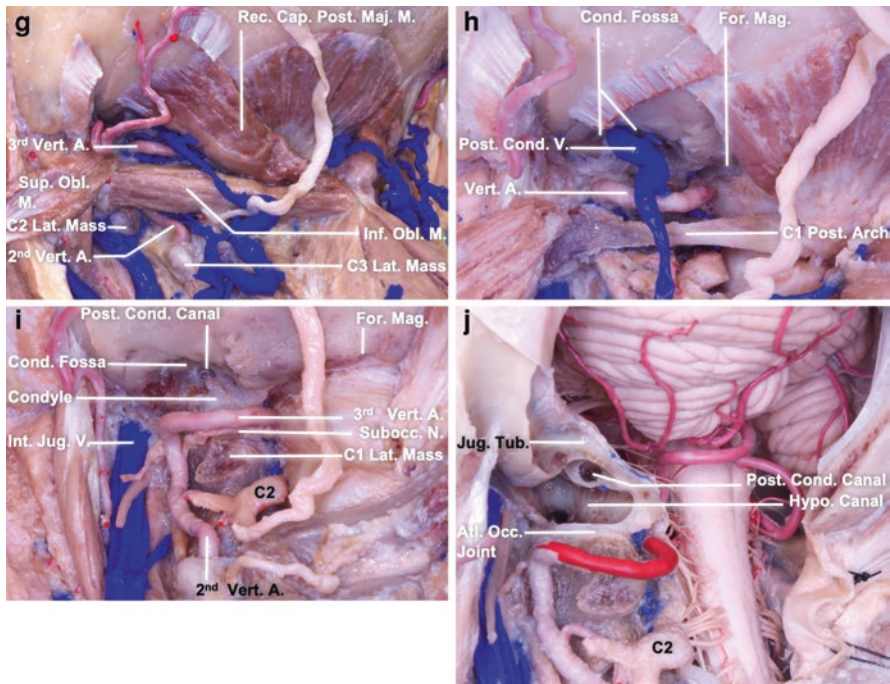 g
Rec. Cap. Post. Maj. M.
3rd Vert. A.
Sup. Obl.
M.
C2 Lat. Mass
2nd Vert. A.
Inf. Obl. M.
C3 Lat. Mass
h
Cond. Fossa
For. Mag.
Post. Cond. V.
Vert. A.
C1 Post. Arch
i
Post. Cond. Canal
For. Mag.
Cond. Fossa
Condyle
3rd Vert. A.
Subocc. N.
Int. Jug. V.
C1 Lat. Mass
C2
2nd Vert. A.
j
Jug. Tub.
Post. Cond. Canal
Hypo. Canal
Atl. Occ.
Joint
C2